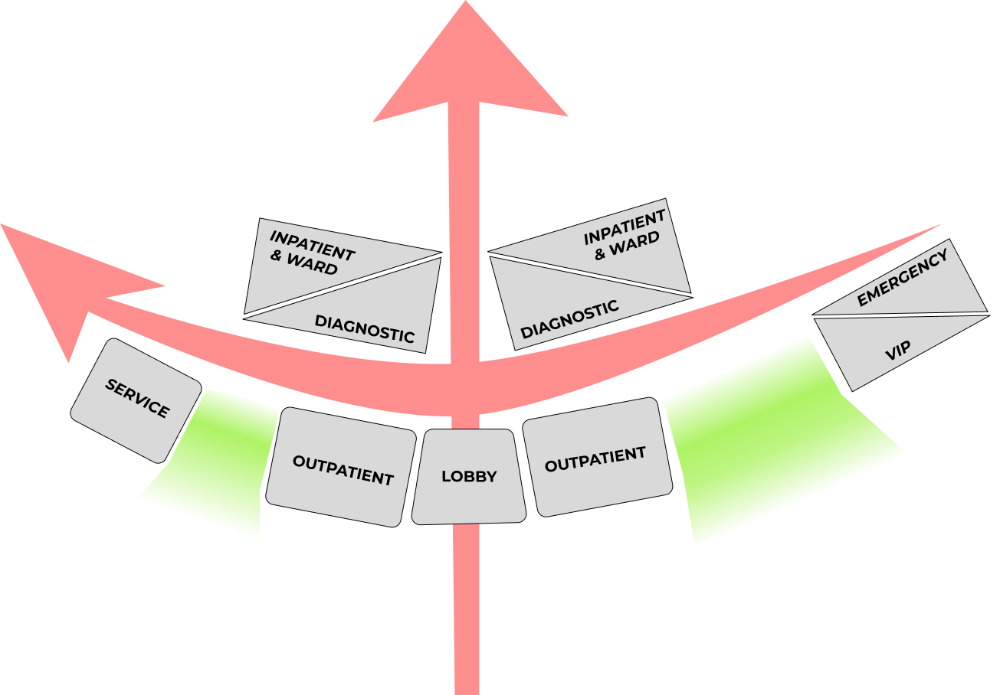 INPATIENT
& WARD
DIAGNOSTIC
INPATIENT
& WARD
DIAGNOSTIC
EMERGENCY
VIP
SERVICE
OUTPATIENT
LOBBY
OUTPATIENT